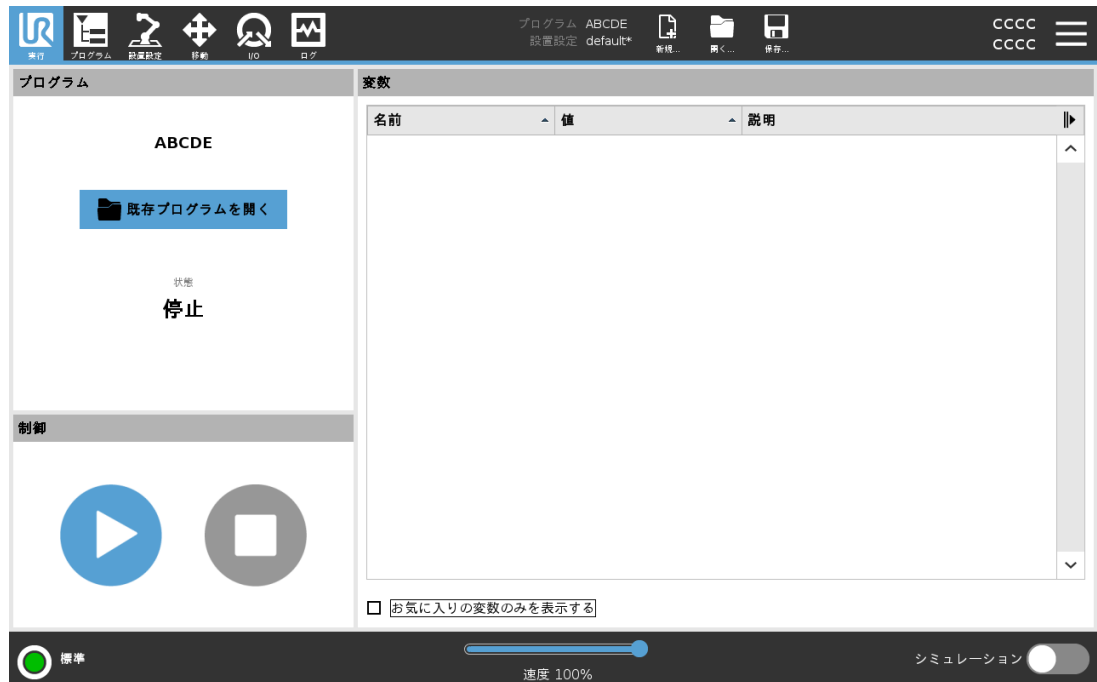 UR
実行
プログラム
設置設定
移動
I/O
ログ
プログラム ABCDE
設置設定 default*
新規...
開く...
保存...
CCCC
CCCC
プログラム
ABCDE
既存プログラムを開く
状態
停止
制御
変数
名前
値
説明
お気に入りの変数のみを表示する
標準
速度 100%
シミュレーション